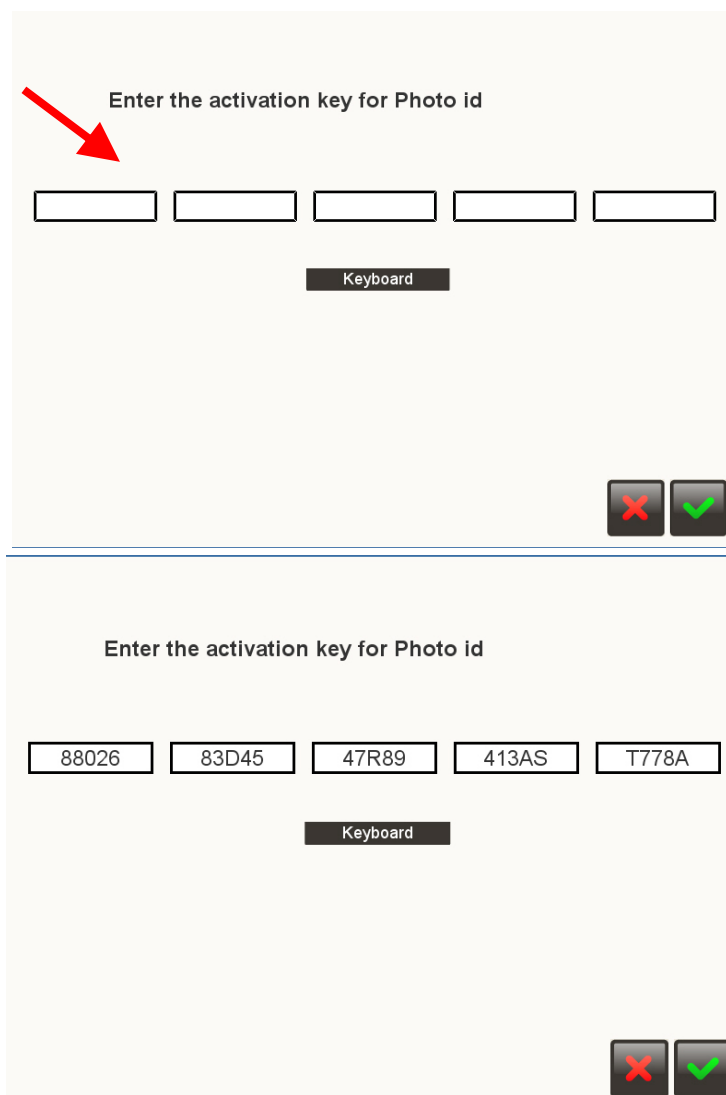 Enter the activation key for Photo id
Keyboard
Enter the activation key for Photo id
88026 83D45 47R89 413AS T778A
Keyboard